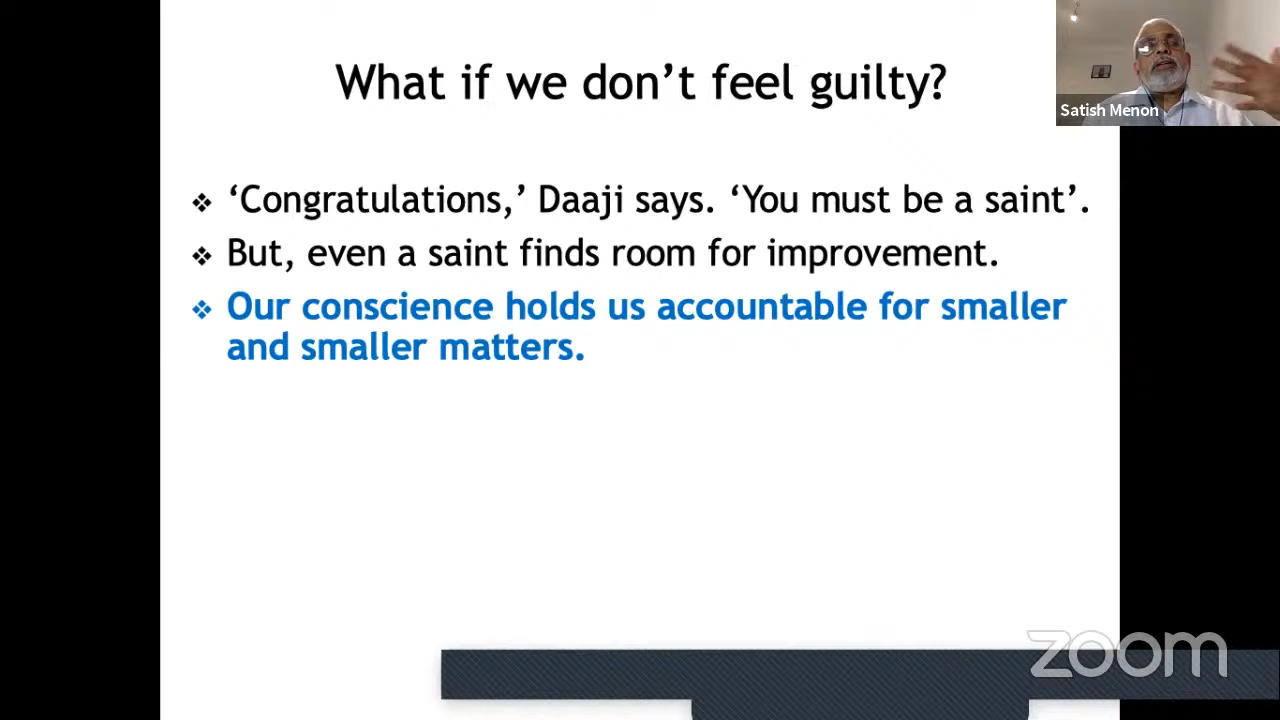 What if we don’t feel guilty?
Satish Menon
‘Congratulations,’ Daaji says. ‘You must be a saint’.
But, even a saint finds room for improvement.
Our conscience holds us accountable for smaller
and smaller matters.
zoom